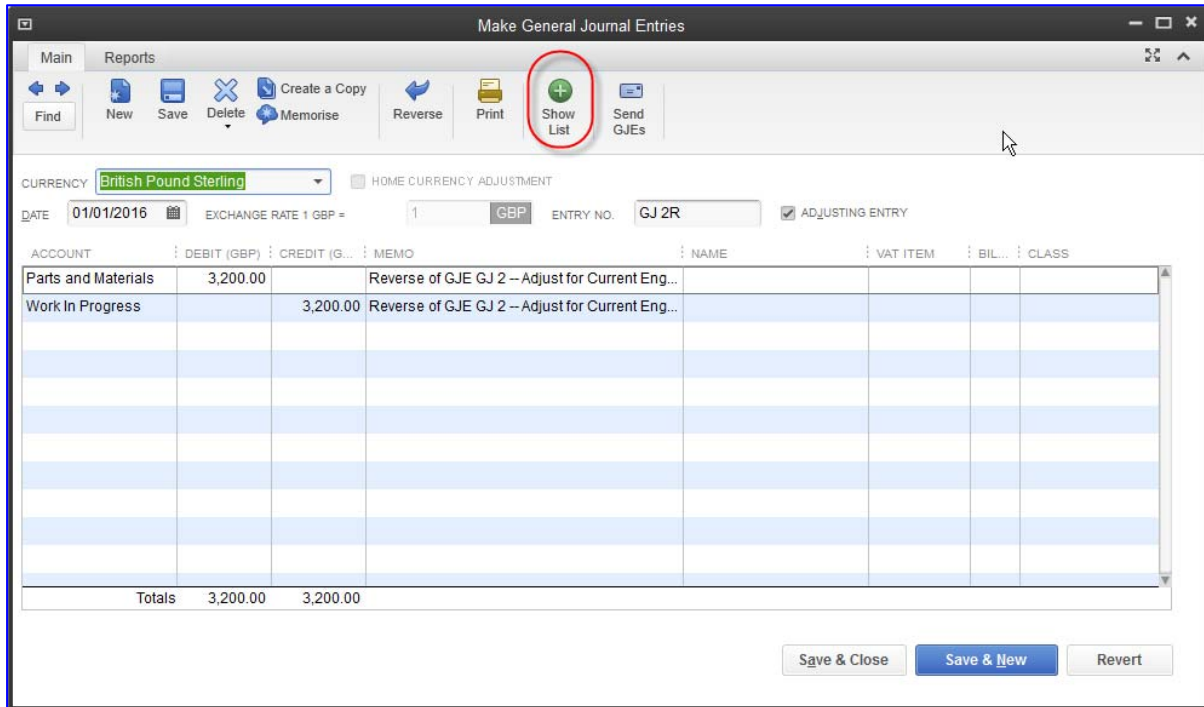 Make General Journal Entries
Main Reports
Find New Save Delete Create a Copy Memorise Reverse Print Show List Send GJEs
CURRENCY British Pound Sterling HOME CURRENCY ADJUSTMENT
DATE 01/01/2016 EXCHANGE RATE 1 GBP = 1 GBP ENTRY NO. GJ 2R ADJUSTING ENTRY
ACCOUNT DEBIT (GBP) CREDIT (G... MEMO NAME VAT ITEM BIL... CLASS
Parts and Materials 3,200.00 Reverse of GJE GJ 2 -- Adjust for Current Eng...
Work In Progress 3,200.00 Reverse of GJE GJ 2 -- Adjust for Current Eng...
Totals 3,200.00 3,200.00
Save & Close Save & New Revert